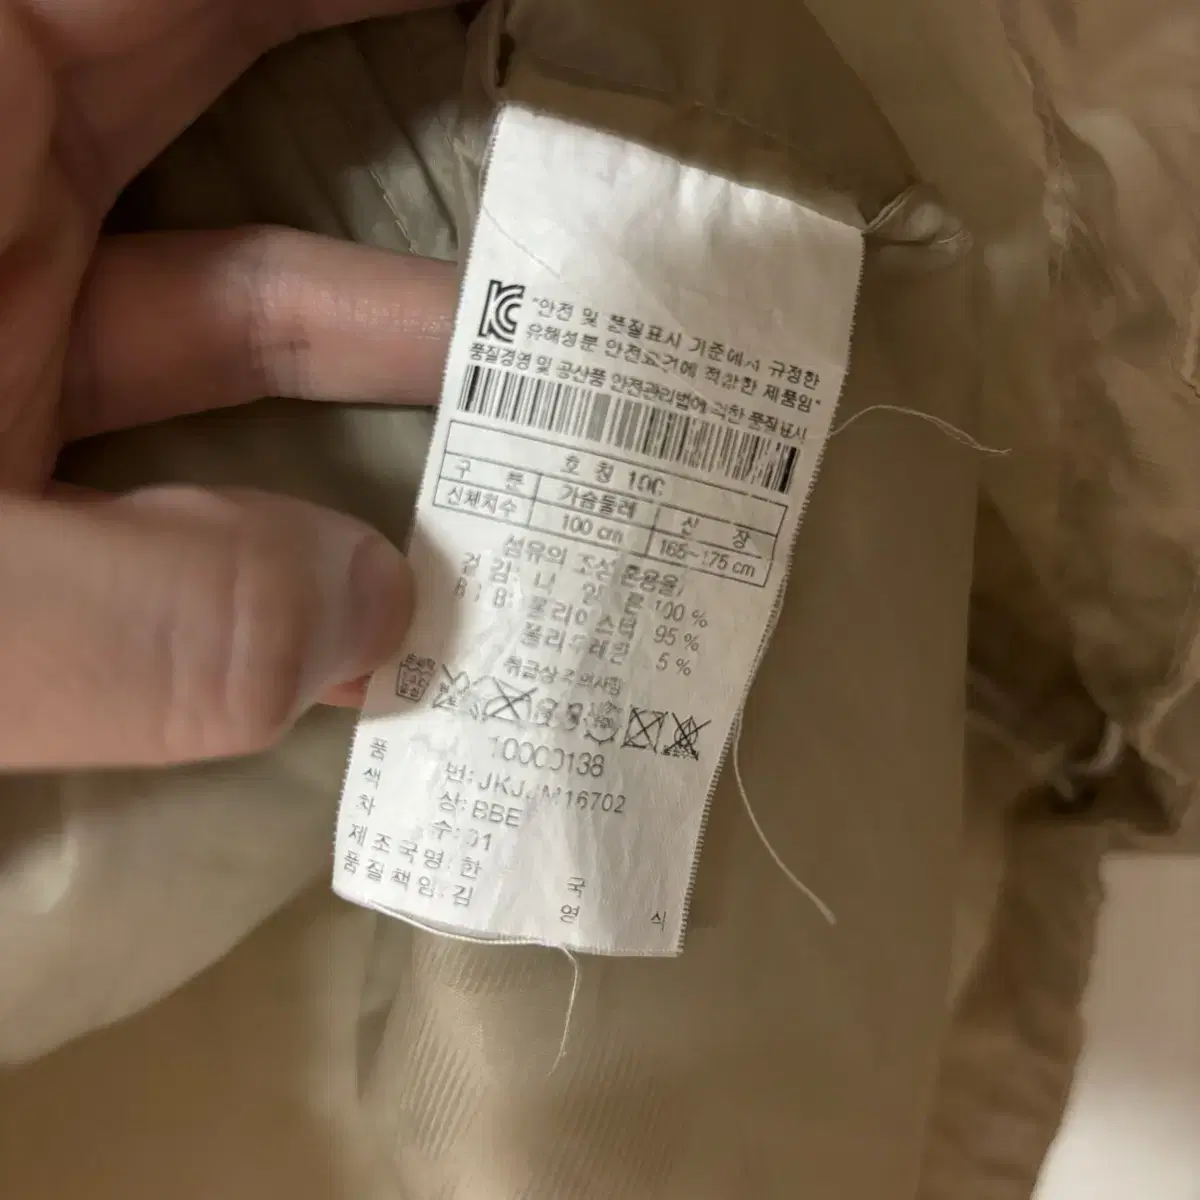 KC "안전 및 품질표시 기준에서 규정한
유해성분 안전요건에 적합한 제품임"
품질경영 및 공산품 안전관리법에 의한 품질표시
호 칭 100
구 분 가슴둘레 신 장
신체치수 100 cm 165~175 cm
섬유의 조성 혼용율
겉 감: 나 일 론 100 %
폴리에스터 95 %
폴리우레탄 5 %
취급상 주의사항
10000138
품 번: M16702
색 상: BBE
차 수: 01
제 조 국 명: 한 국
품 질 책 임: 김 영 식